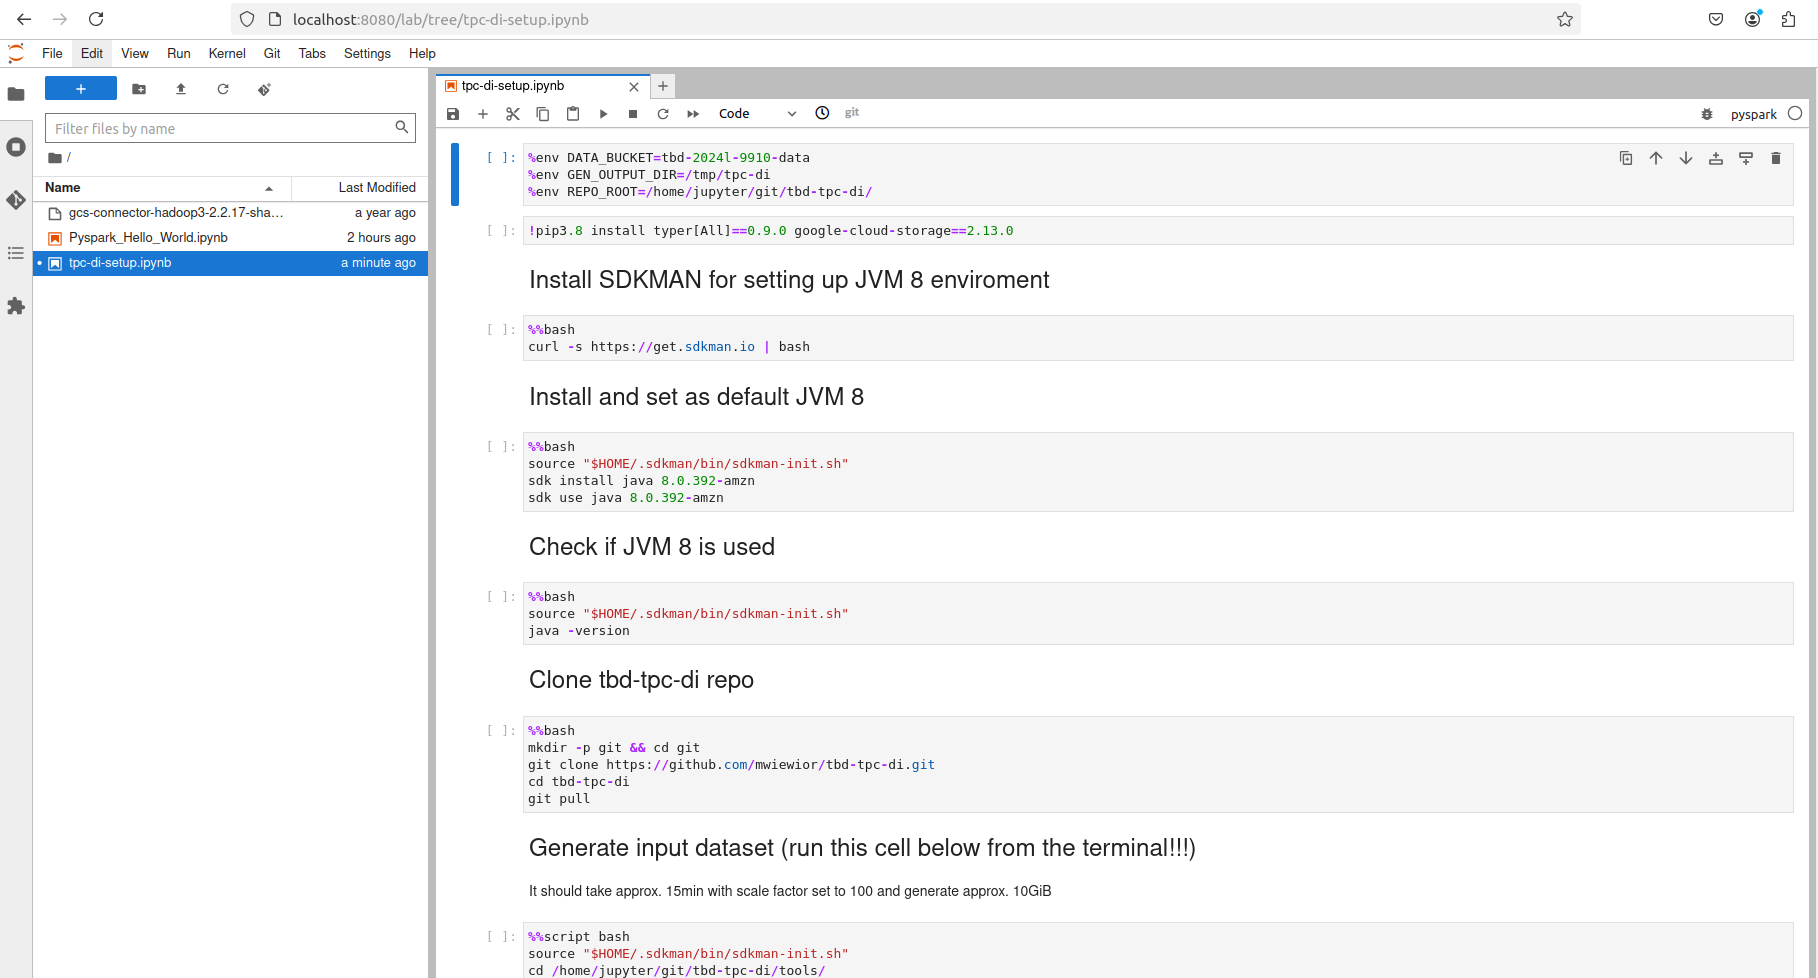 localhost:8080/lab/tree/tpc-di-setup.ipynb
File Edit View Run Kernel Git Tabs Settings Help
Filter files by name
/
Name Last Modified
gcs-connector-hadoop3-2.2.17-sha… a year ago
Pyspark_Hello_World.ipynb 2 hours ago
tpc-di-setup.ipynb a minute ago
tpc-di-setup.ipynb
Code git pyspark
[ ]: %env DATA_BUCKET=tbd-2024l-9910-data
%env GEN_OUTPUT_DIR=/tmp/tpc-di
%env REPO_ROOT=/home/jupyter/git/tbd-tpc-di/
[ ]: !pip3.8 install typer[All]==0.9.0 google-cloud-storage==2.13.0
Install SDKMAN for setting up JVM 8 enviroment
[ ]: %%bash
curl -s https://get.sdkman.io | bash
Install and set as default JVM 8
[ ]: %%bash
source "$HOME/.sdkman/bin/sdkman-init.sh"
sdk install java 8.0.392-amzn
sdk use java 8.0.392-amzn
Check if JVM 8 is used
[ ]: %%bash
source "$HOME/.sdkman/bin/sdkman-init.sh"
java -version
Clone tbd-tpc-di repo
[ ]: %%bash
mkdir -p git && cd git
git clone https://github.com/mwiewior/tbd-tpc-di.git
cd tbd-tpc-di
git pull
Generate input dataset (run this cell below from the terminal!!!)
It should take approx. 15min with scale factor set to 100 and generate approx. 10GiB
[ ]: %%script bash
source "$HOME/.sdkman/bin/sdkman-init.sh"
cd /home/jupyter/git/tbd-tpc-di/tools/